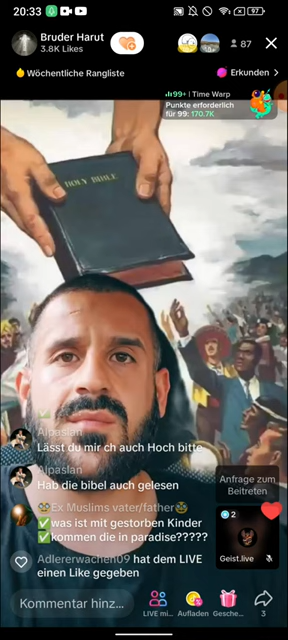 20:33
97
Bruder Harut
3.8K Likes
87
Wöchentliche Rangliste
Erkunden >
99+ | Time Warp
Punkte erforderlich
für 99: 170.7K
HOLY BIBLE
Alpaslan
Lässt du mir ch auch Hoch bitte
Alpaslan
Hab die bibel auch gelesen
Ex Muslims vater/father
✅was ist mit gestorben Kinder
✅kommen die in paradise?????
Adlererwachen09 hat dem LIVE
einen Like gegeben
Anfrage zum
Beitreten
2
Geist.live
Kommentar hinz...
LIVE mi...
Aufladen
Gesche...
3